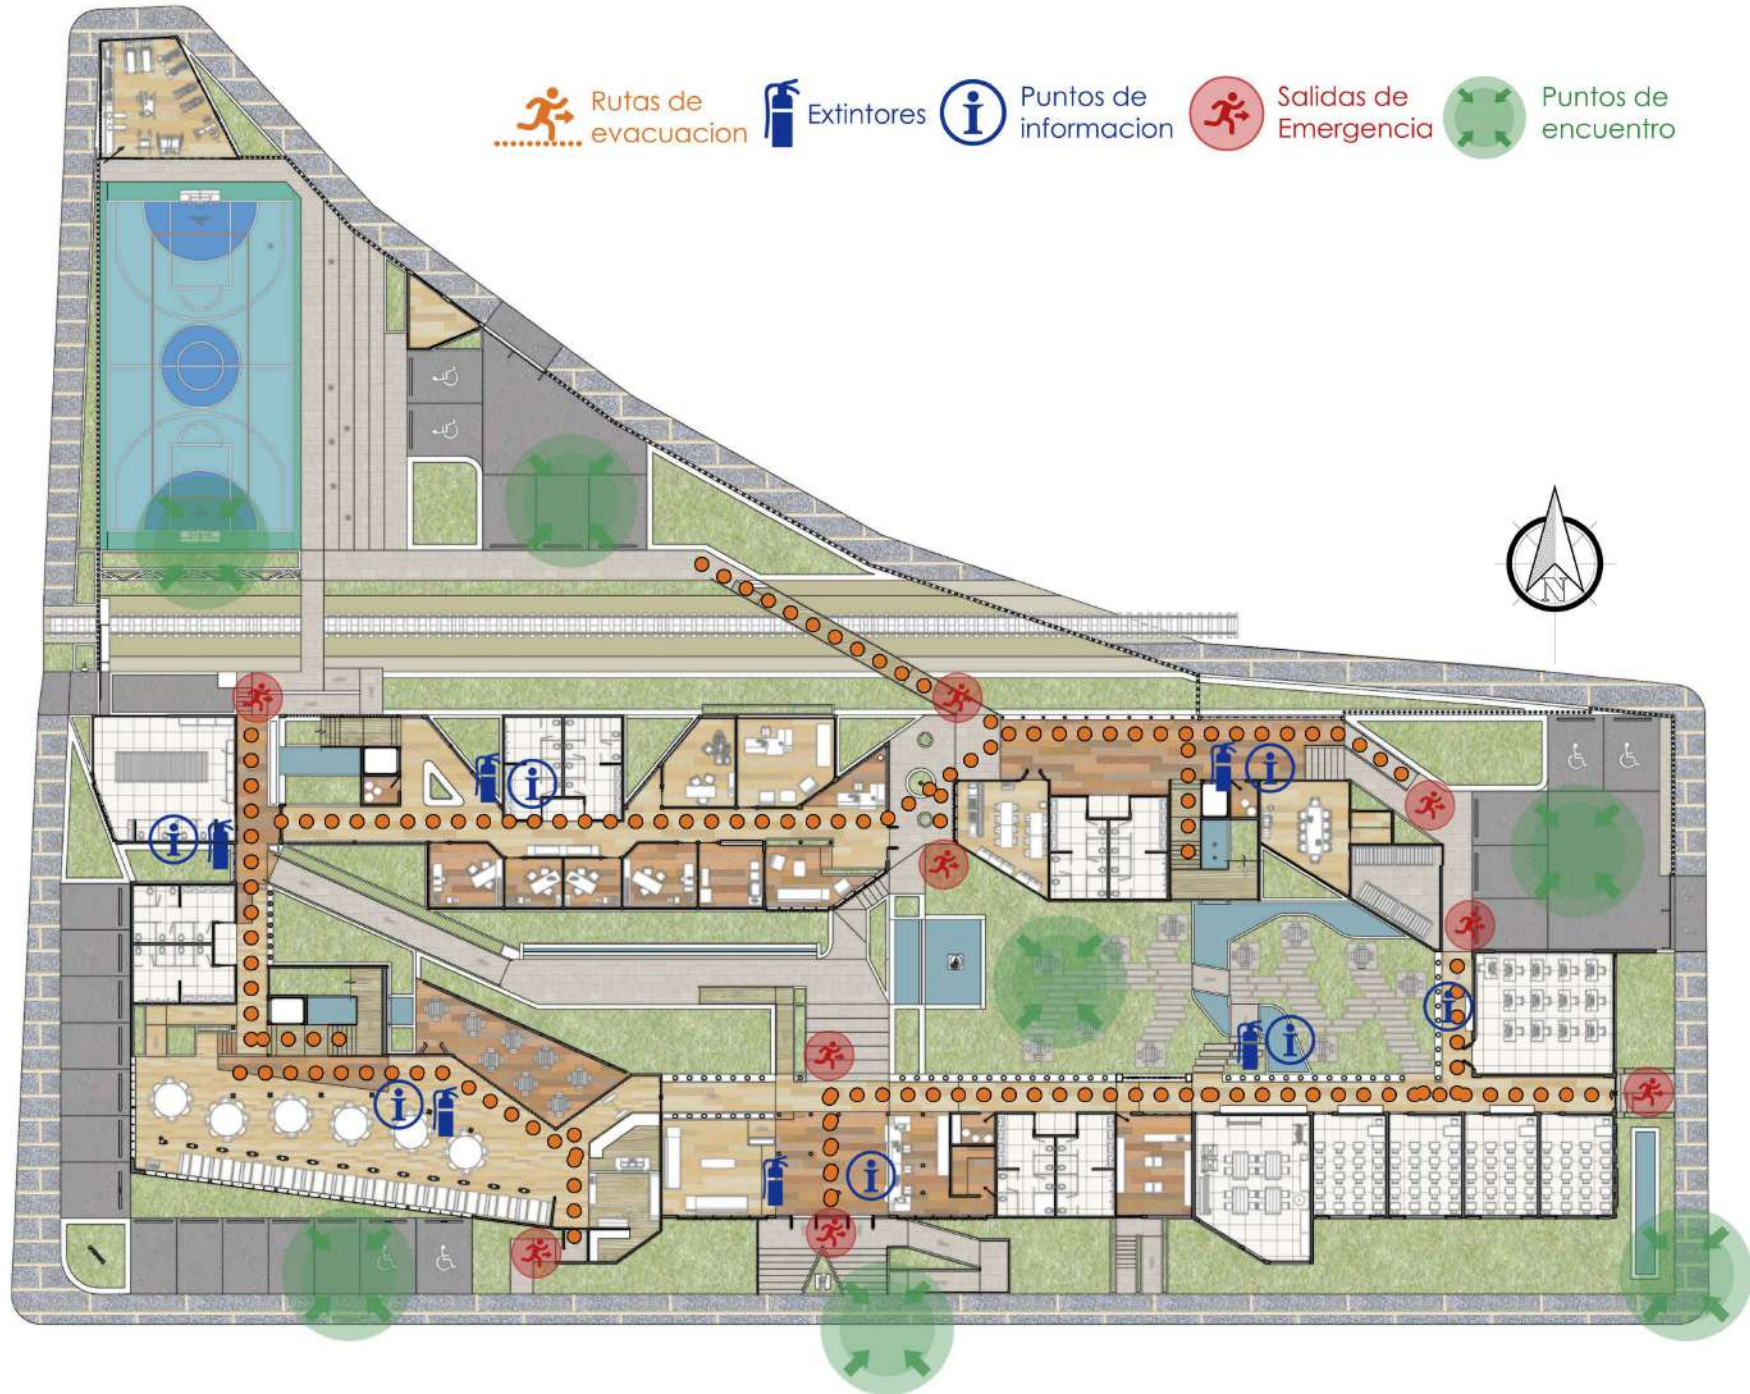 Rutas de
evacuacion
Extintores
Puntos de
informacion
Salidas de
Emergencia
Puntos de
encuentro
N